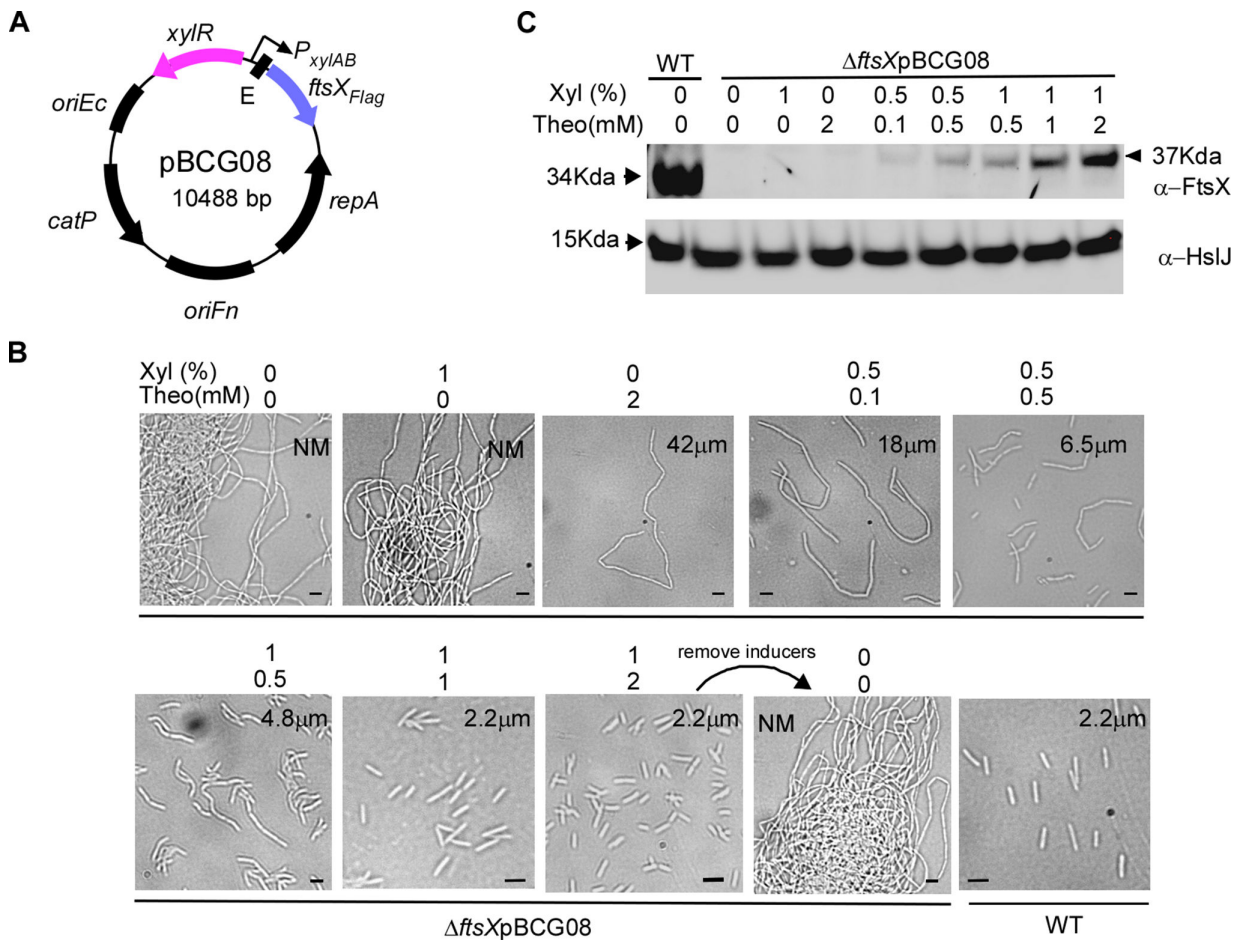 A
xylR
PxylAB
E
ftsXFlag
oriEc
pBCG08
10488 bp
catP
repA
oriFn
C
WT
ΔftsXpBCG08
Xyl (%) 0 0 1 0 0.5 0.5 1 1 1
Theo(mM) 0 0 0 2 0.1 0.5 0.5 1 2
34Kda
37Kda
α–FtsX
15Kda
α–HslJ
B
Xyl (%) 0 1 0 0.5 0.5
Theo(mM) 0 0 2 0.1 0.5
NM NM 42μm 18μm 6.5μm
1 1 1 remove inducers 0
0.5 1 2 0
4.8μm 2.2μm 2.2μm NM 2.2μm
ΔftsXpBCG08 WT